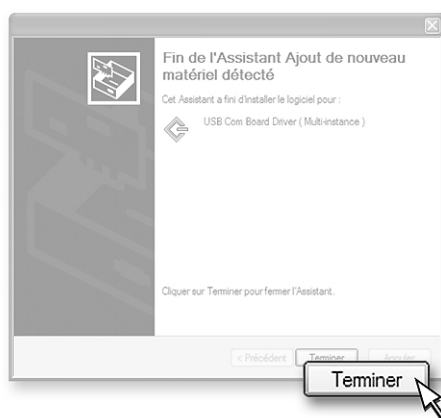 Fin de l'Assistant Ajout de nouveau
matériel détecté
Cet Assistant a fini d'installer le logiciel pour :
USB Com Board Driver ( Multi-instance )
Cliquer sur Terminer pour fermer l'Assistant.
< Précédent Terminer Annuler
Terminer